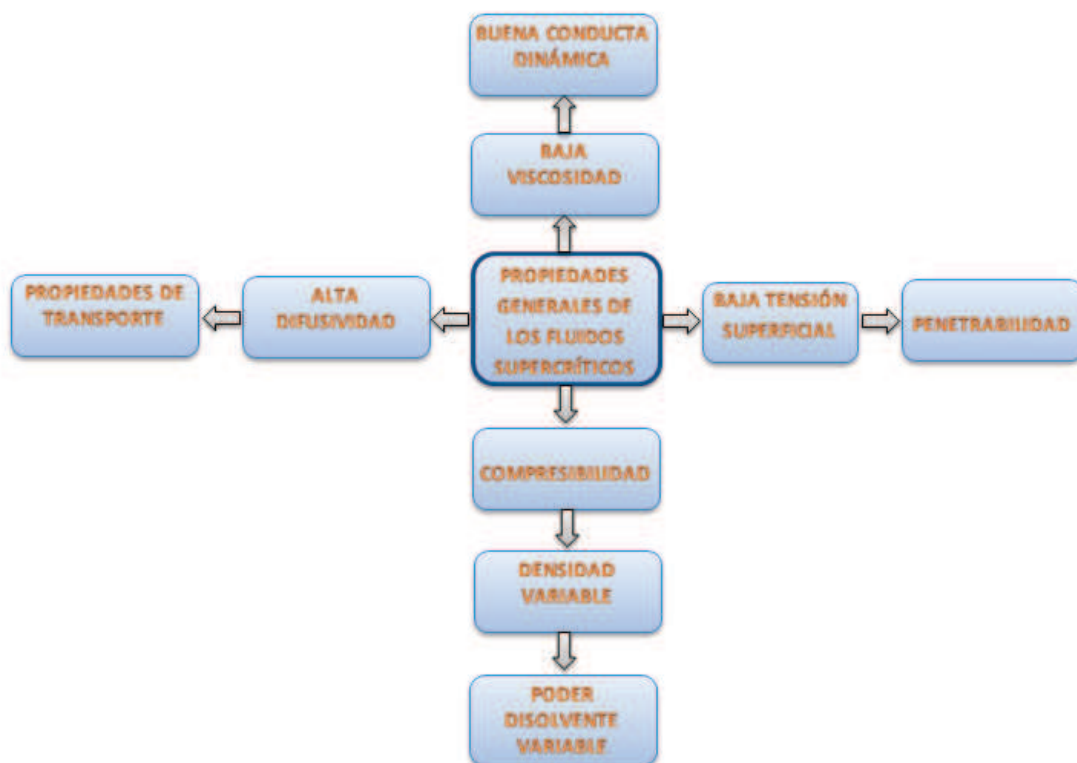 BUENA CONDUCTA
DINÁMICA
BAJA
VISCOSIDAD
PROPIEDADES DE
TRANSPORTE
ALTA
DIFUSIVIDAD
PROPIEDADES
GENERALES DE
LOS FLUIDOS
SUPERCRÍTICOS
BAJA TENSIÓN
SUPERFICIAL
PENETRABILIDAD
COMPRESIBILIDAD
DENSIDAD
VARIABLE
PODER
DISOLVENTE
VARIABLE